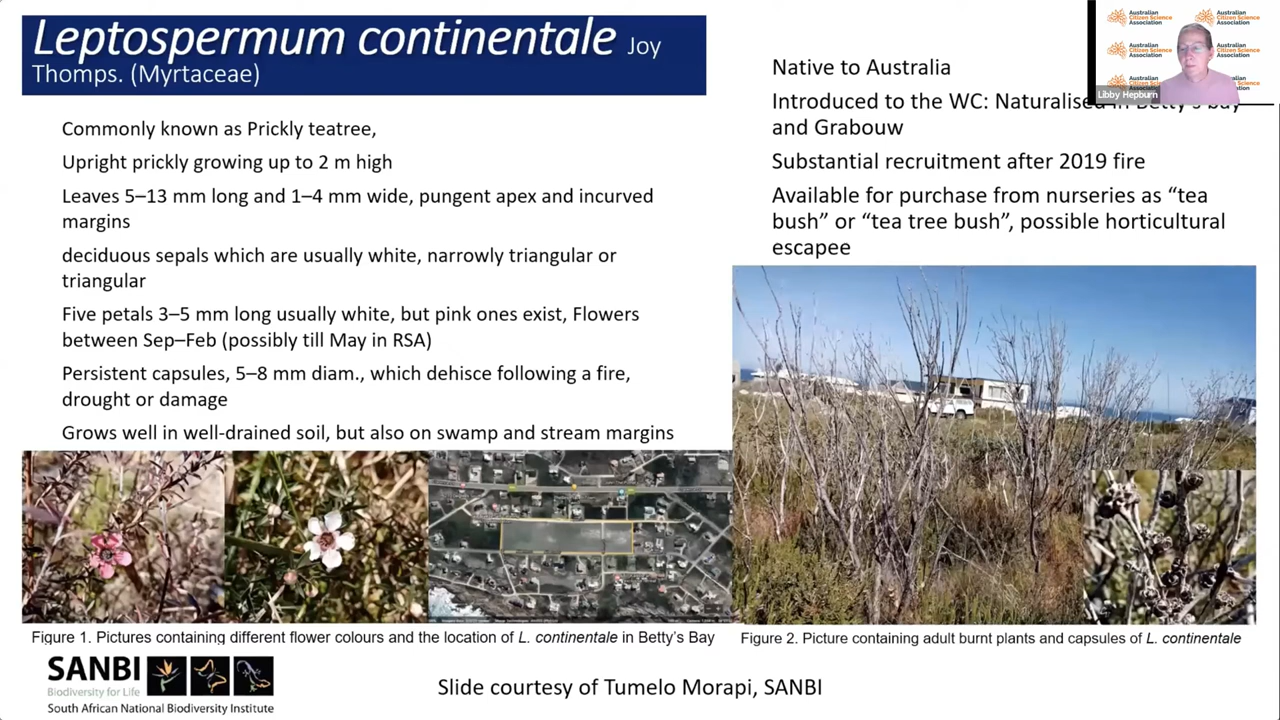 Leptospermum continentale Joy
Thomps. (Myrtaceae)
Commonly known as Prickly teatree,
Upright prickly growing up to 2 m high
Leaves 5–13 mm long and 1–4 mm wide, pungent apex and incurved
margins
deciduous sepals which are usually white, narrowly triangular or
triangular
Five petals 3–5 mm long usually white, but pink ones exist, Flowers
between Sep–Feb (possibly till May in RSA)
Persistent capsules, 5–8 mm diam., which dehisce following a fire,
drought or damage
Grows well in well-drained soil, but also on swamp and stream margins
Figure 1. Pictures containing different flower colours and the location of L. continentale in Betty's Bay
Native to Australia
Introduced to the WC: Naturalised in Betty's bay
and Grabouw
Substantial recruitment after 2019 fire
Available for purchase from nurseries as “tea
bush” or “tea tree bush”, possible horticultural
escapee
Figure 2. Picture containing adult burnt plants and capsules of L. continentale
SANBI
Biodiversity for Life
South African National Biodiversity Institute
Slide courtesy of Tumelo Morapi, SANBI
Australian
Citizen Science
Association
Australian
Citizen Science
Association
Australian
Citizen Science
Association
Libby Hepburn